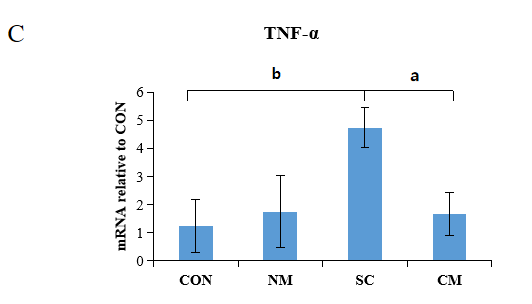 C
TNF-α
b
a
mRNA relative to CON
6
5
4
3
2
1
0
CON NM SC CM